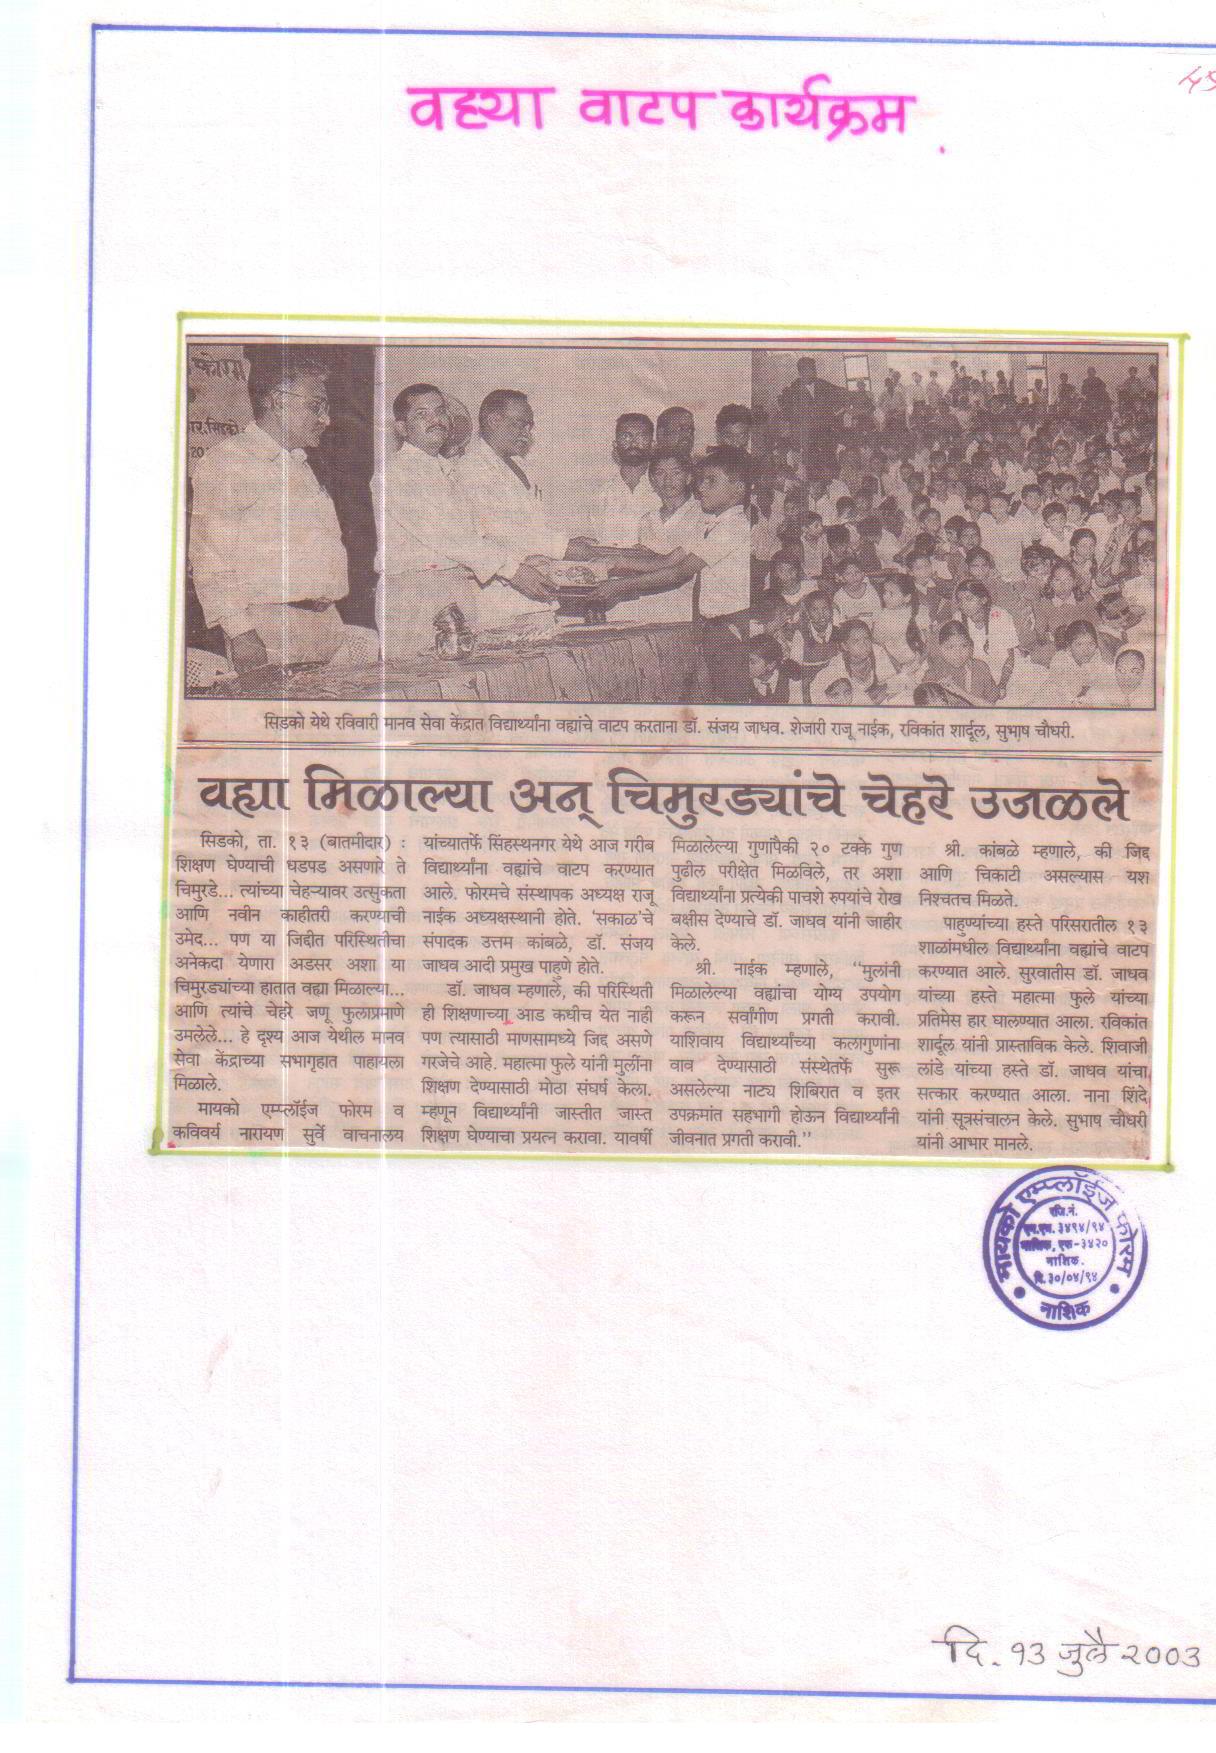 वह्या वाटप कार्यक्रम
सिडको येथे रविवारी मानव सेवा केंद्रात विद्यार्थ्यांना वह्यांचे वाटप करताना डॉ. संजय जाधव. शेजारी राजू नाईक, रविकांत शार्दूल, सुभाष चौधरी.
वह्या मिळाल्या अन् चिमुरड्यांचे चेहरे उजळले
सिडको, ता. १३ (बातमीदार) :
शिक्षण घेण्याची धडपड असणारे ते
चिमुरडे... त्यांच्या चेहऱ्यावर उत्सुकता
आणि नवीन काहीतरी करण्याची
उमेद... पण या जिद्दीत परिस्थितीचा
अनेकदा येणारा अडसर अशा या
चिमुरड्यांच्या हातात वह्या मिळाल्या...
आणि त्यांचे चेहरे जणू फुलाप्रमाणे
उमलेले... हे दृश्य आज येथील मानव
सेवा केंद्राच्या सभागृहात पाहायला
मिळाले.
मायको एम्प्लॉईज फोरम व
कविवर्य नारायण सुर्वे वाचनालय
यांच्यातर्फे सिंहस्थनगर येथे आज गरीब
विद्यार्थ्यांना वह्यांचे वाटप करण्यात
आले. फोरमचे संस्थापक अध्यक्ष राजू
नाईक अध्यक्षस्थानी होते. 'सकाळ'चे
संपादक उत्तम कांबळे, डॉ. संजय
जाधव आदी प्रमुख पाहुणे होते.
डॉ. जाधव म्हणाले, की परिस्थिती
ही शिक्षणाच्या आड कधीच येत नाही
पण त्यासाठी माणसामध्ये जिद्द असणे
गरजेचे आहे. महात्मा फुले यांनी मुलींना
शिक्षण देण्यासाठी मोठा संघर्ष केला.
म्हणून विद्यार्थ्यांनी जास्तीत जास्त
शिक्षण घेण्याचा प्रयत्न करावा. यावर्षी
मिळालेल्या गुणांपैकी २० टक्के गुण
पुढील परीक्षेत मिळविले, तर अशा
विद्यार्थ्यांना प्रत्येकी पाचशे रुपयांचे रोख
बक्षीस देण्याचे डॉ. जाधव यांनी जाहीर
केले.
श्री. नाईक म्हणाले, "मुलांनी
मिळालेल्या वह्यांचा योग्य उपयोग
करून सर्वांगीण प्रगती करावी.
याशिवाय विद्यार्थ्यांच्या कलागुणांना
वाव देण्यासाठी संस्थेतर्फे सुरू
असलेल्या नाट्य शिबिरात व इतर
उपक्रमांत सहभागी होऊन विद्यार्थ्यांनी
जीवनात प्रगती करावी."
श्री. कांबळे म्हणाले, की जिद्द
आणि चिकाटी असल्यास यश
निश्चतच मिळते.
पाहुण्यांच्या हस्ते परिसरातील १३
शाळांमधील विद्यार्थ्यांना वह्यांचे वाटप
करण्यात आले. सुरवातीस डॉ. जाधव
यांच्या हस्ते महात्मा फुले यांच्या
प्रतिमेस हार घालण्यात आला. रविकांत
शार्दूल यांनी प्रास्ताविक केले. शिवाजी
लांडे यांच्या हस्ते डॉ. जाधव यांचा
सत्कार करण्यात आला. नाना शिंदे
यांनी सूत्रसंचालन केले. सुभाष चौधरी
यांनी आभार मानले.
मायको एम्प्लॉईज फोरम
रजि.नं.
३४९४/९४
नाशिक, एफ-३४२०
नाशिक.
दि.३०/०४/९४
नाशिक
दि. १३ जुलै २००३